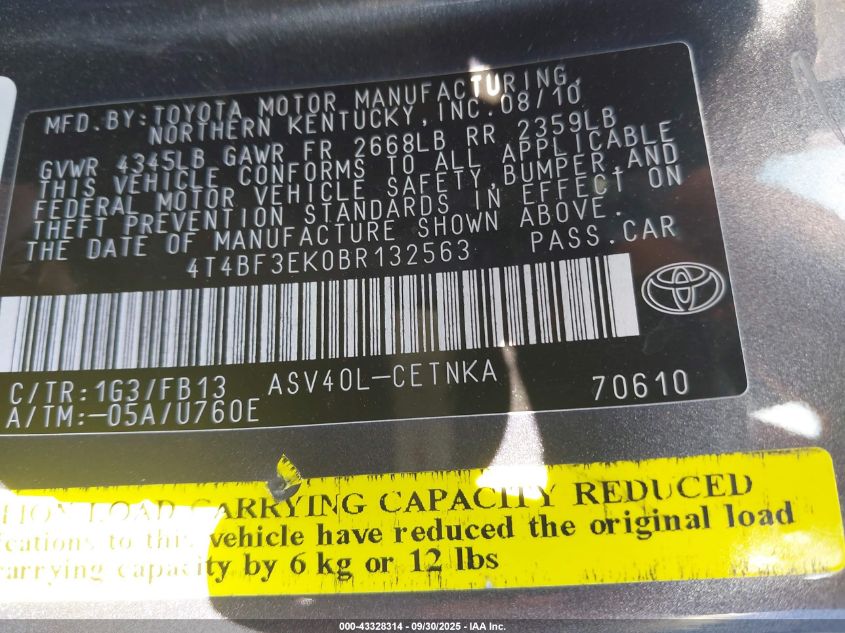 MFD. BY: TOYOTA MOTOR MANUFACTURING,
NORTHERN KENTUCKY, INC. 08/10
GVWR 4345LB GAWR FR 2668LB RR 2359LB
THIS VEHICLE CONFORMS TO ALL APPLICABLE
FEDERAL MOTOR VEHICLE SAFETY, BUMPER, AND
THEFT PREVENTION STANDARDS IN EFFECT ON
THE DATE OF MANUFACTURE SHOWN ABOVE.
4T4BF3EK0BR132563 PASS. CAR
C/TR: 1G3/FB13 ASV40L-CETNKA 70610
A/TM: -05A/U760E
LOAD CARRYING CAPACITY REDUCED
to this vehicle have reduced the original load
carrying capacity by 6 kg or 12 lbs
000-43328314 - 09/30/2025 - IAA Inc.